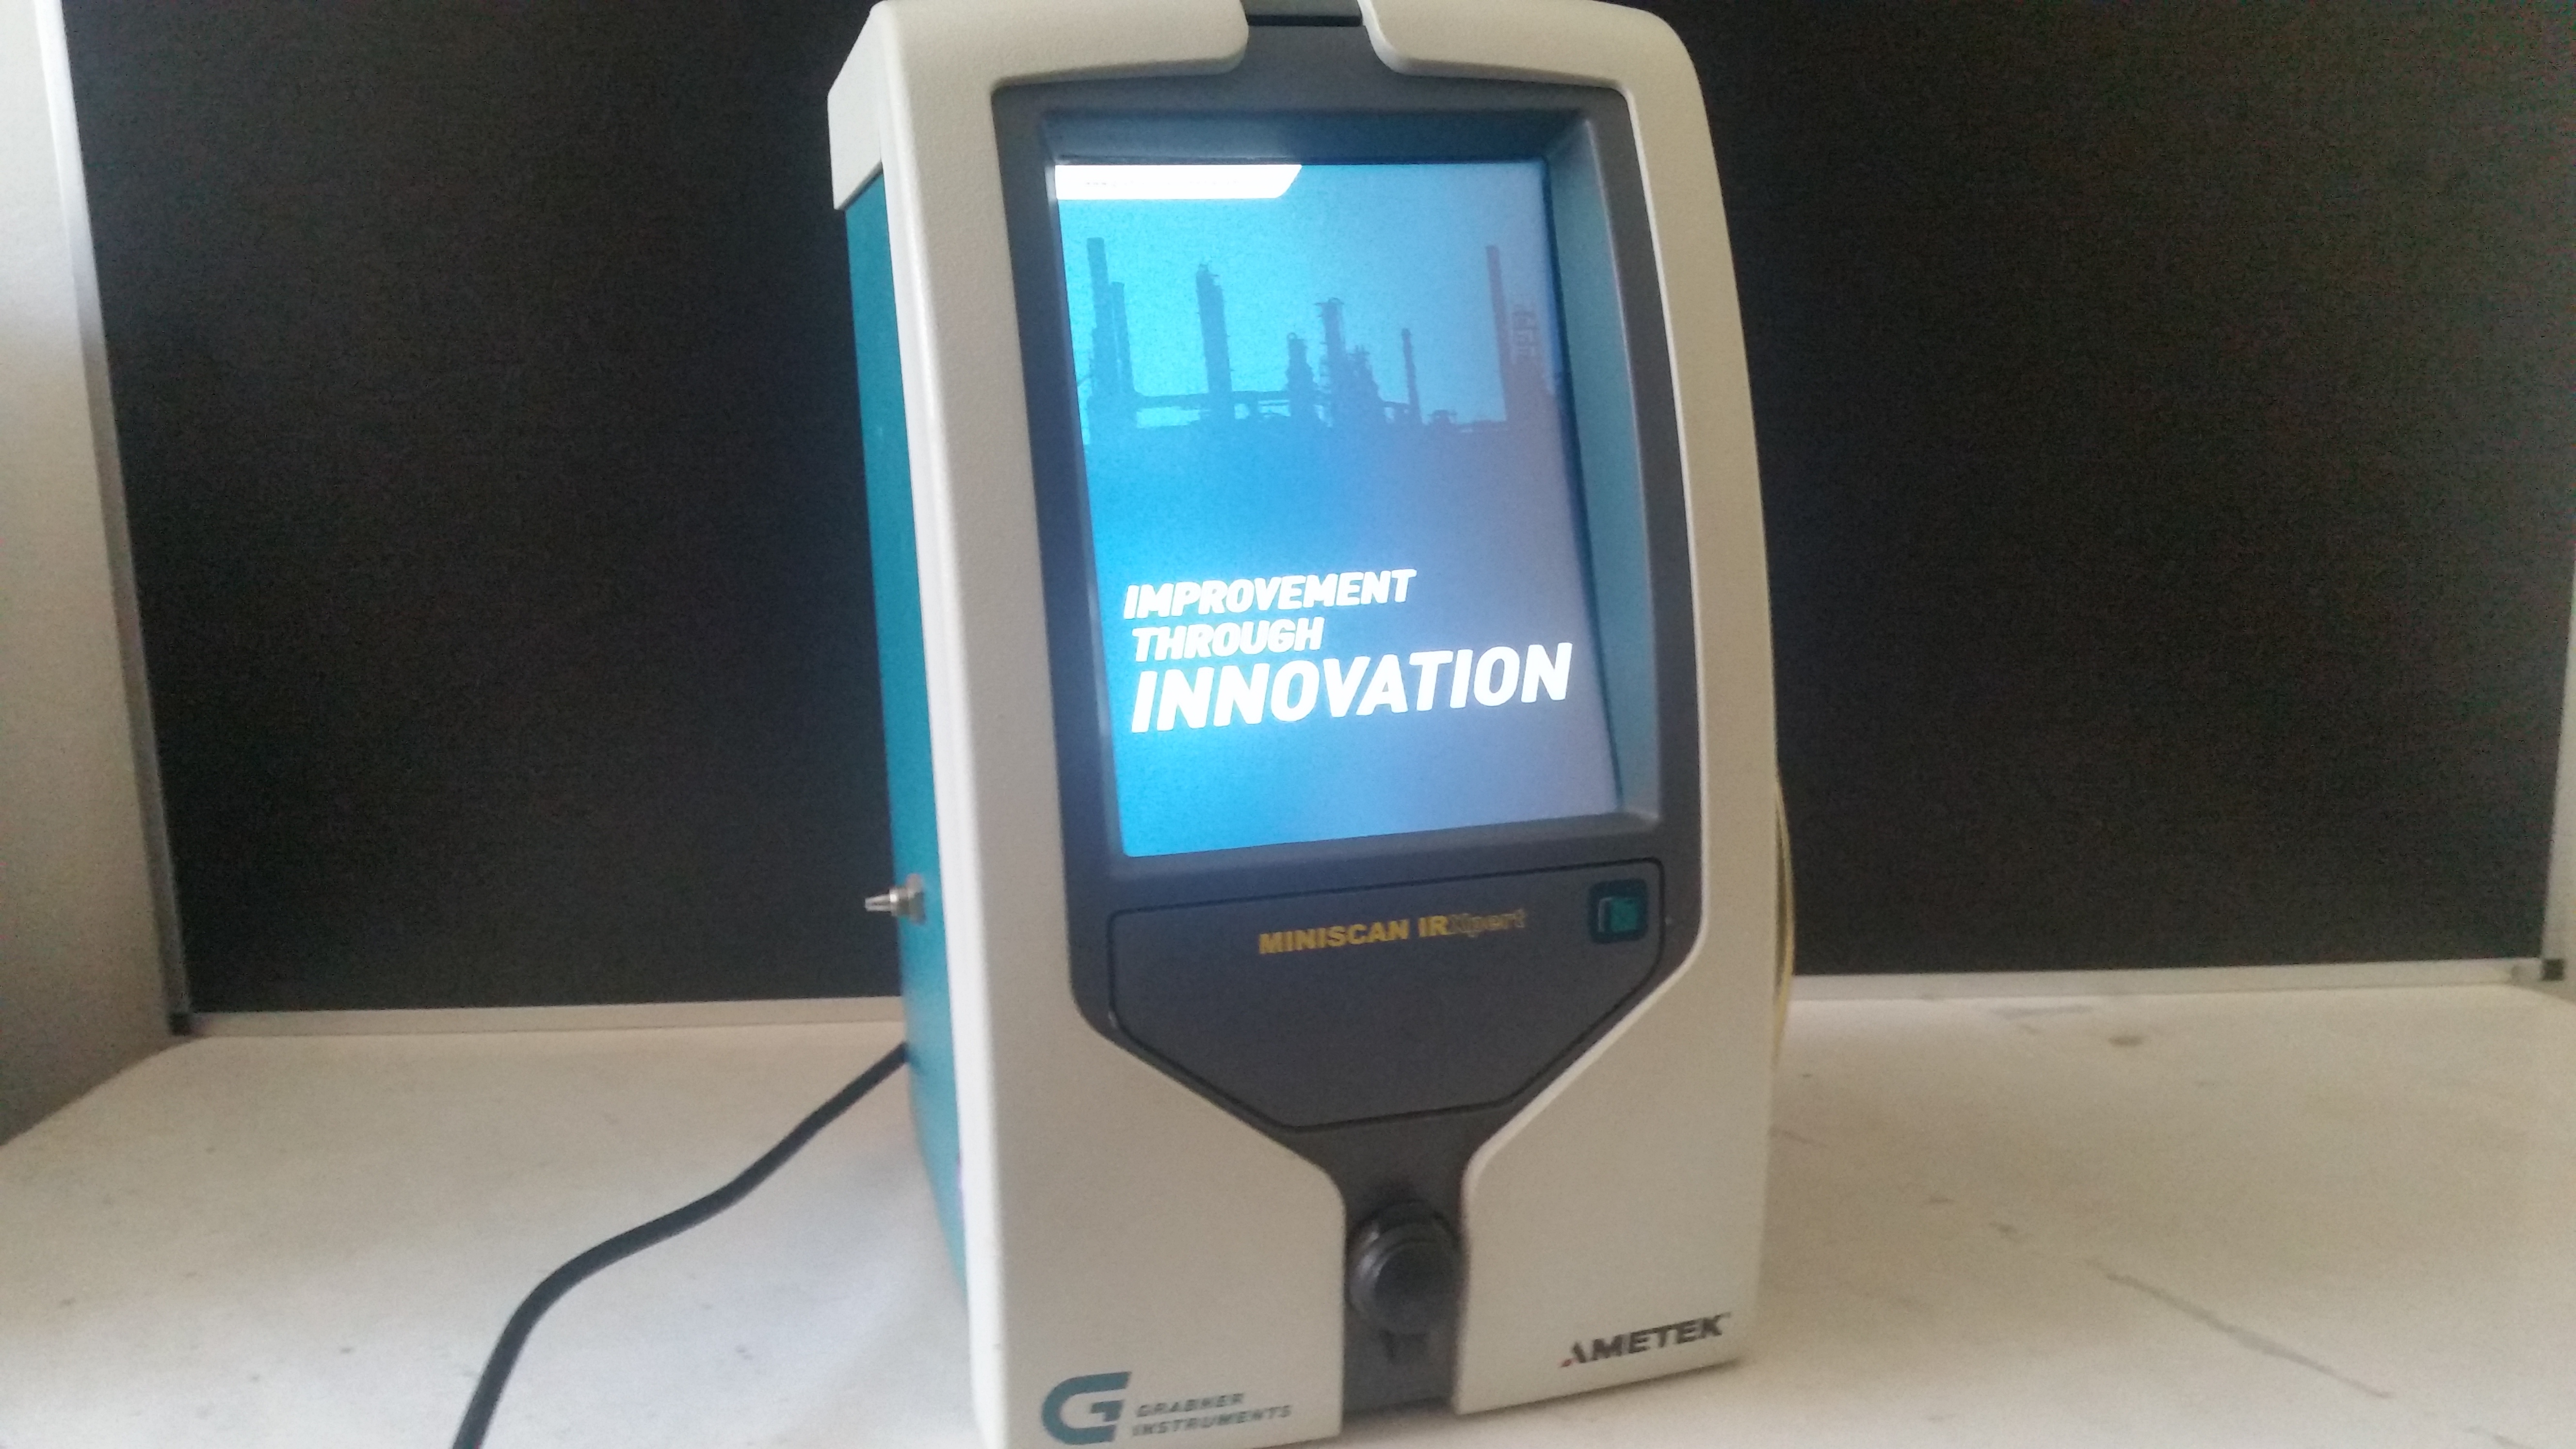 IMPROVEMENT
THROUGH
INNOVATION
MINISCAN IRXpert
AMETEK
GRABNER
INSTRUMENTS